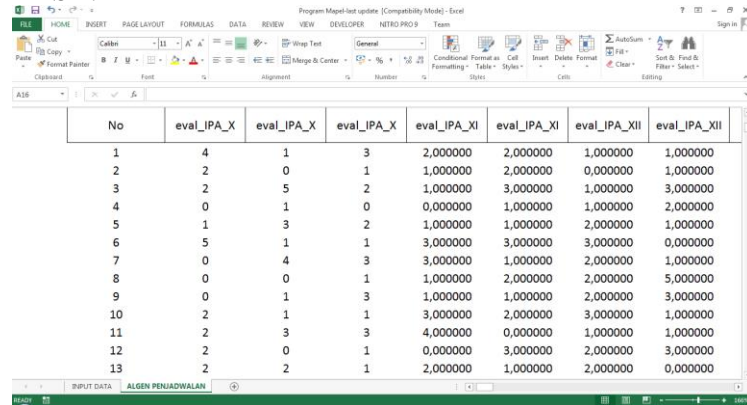 Program Mapel-last update [Compatibility Mode] - Excel
Sign in
FILE HOME INSERT PAGE LAYOUT FORMULAS DATA REVIEW VIEW DEVELOPER NITRO PRO 9 Team
Cut
Copy
Format Painter
Paste
Calibri 11
General
Wrap Text
Merge & Center
Conditional Formatting
Format as Table
Cell Styles
Insert Delete Format
AutoSum
Fill
Clear
Sort & Filter
Find & Select
Clipboard Font Alignment Number Styles Cells Editing
A16
No eval_IPA_X eval_IPA_X eval_IPA_X eval_IPA_XI eval_IPA_XI eval_IPA_XII eval_IPA_XII
1 4 1 3 2,000000 2,000000 1,000000 1,000000
2 2 0 1 1,000000 2,000000 0,000000 1,000000
3 2 5 2 1,000000 3,000000 1,000000 3,000000
4 0 1 0 0,000000 1,000000 1,000000 2,000000
5 1 3 2 1,000000 1,000000 2,000000 1,000000
6 5 1 1 3,000000 3,000000 3,000000 0,000000
7 0 4 3 3,000000 1,000000 2,000000 1,000000
8 0 0 1 1,000000 2,000000 2,000000 5,000000
9 0 1 3 1,000000 1,000000 2,000000 3,000000
10 2 1 1 3,000000 2,000000 3,000000 1,000000
11 2 3 3 4,000000 0,000000 1,000000 1,000000
12 2 0 1 0,000000 3,000000 2,000000 3,000000
13 2 2 1 2,000000 1,000000 2,000000 0,000000
INPUT DATA ALGEN PENJADWALAN
READY 160%